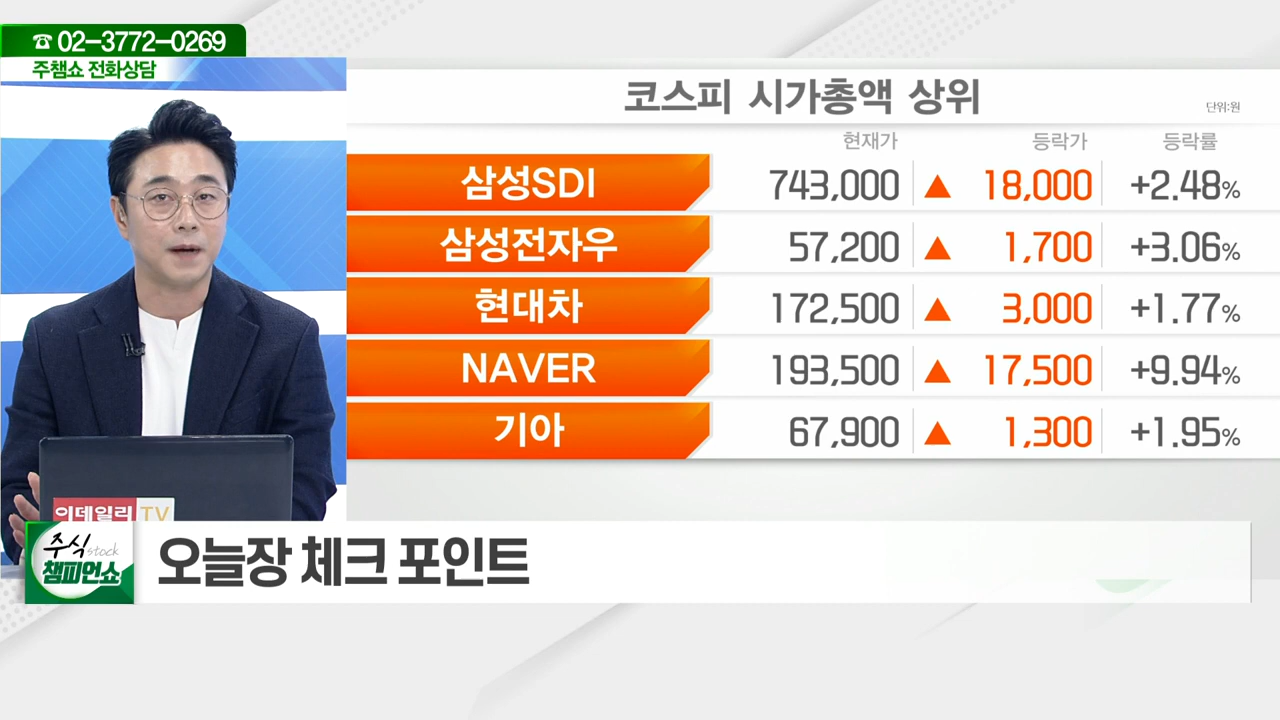 ☎ 02-3772-0269
주챔쇼 전화상담
코스피 시가총액 상위
단위:원
현재가 등락가 등락률
삼성SDI 743,000 ▲ 18,000 +2.48%
삼성전자우 57,200 ▲ 1,700 +3.06%
현대차 172,500 ▲ 3,000 +1.77%
NAVER 193,500 ▲ 17,500 +9.94%
기아 67,900 ▲ 1,300 +1.95%
이데일리 TV
주식 stock
챔피언쇼
오늘장 체크 포인트